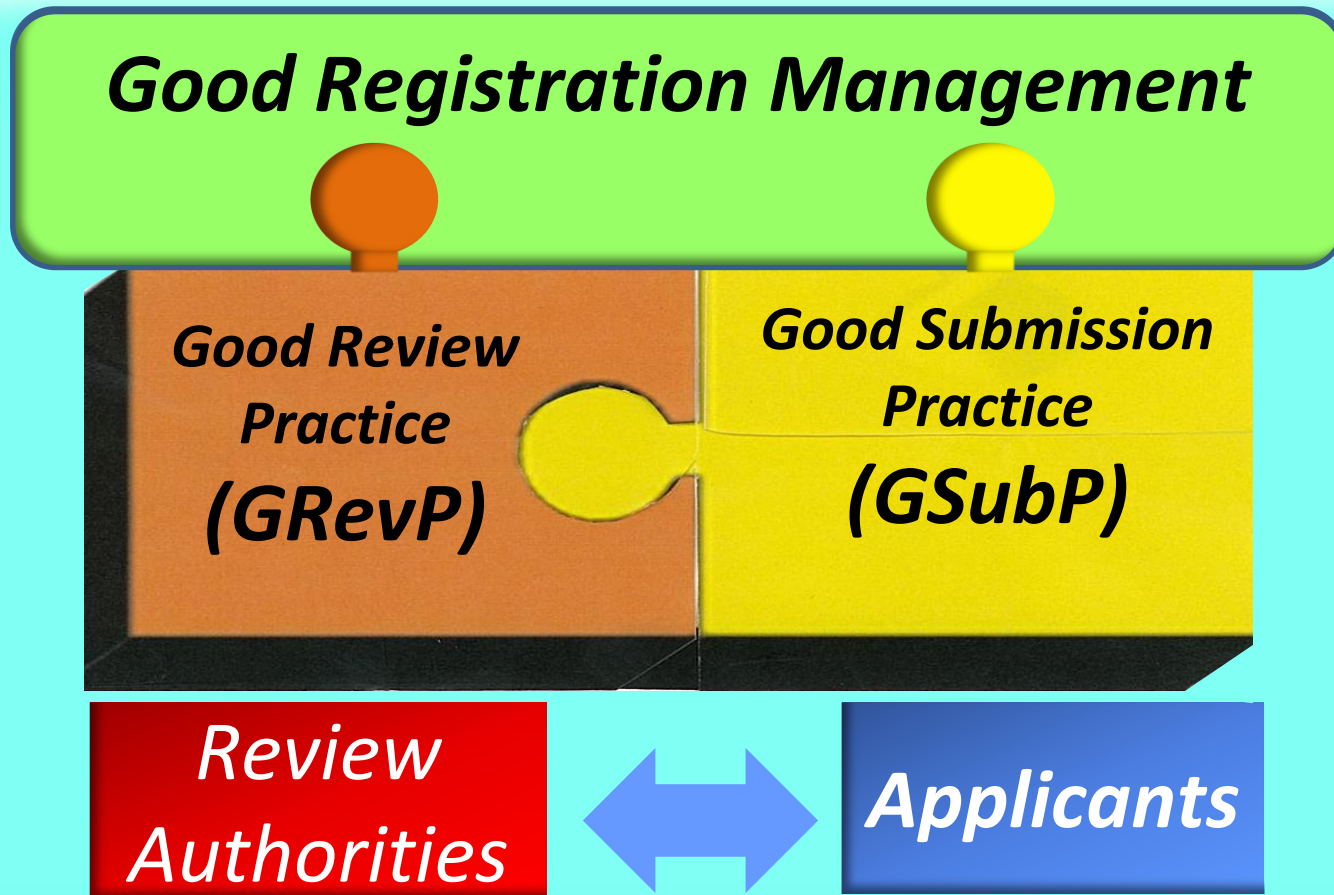 Good Registration Management
Good Review
Practice
(GRevP)
Good Submission
Practice
(GSubP)
Review
Authorities
Applicants